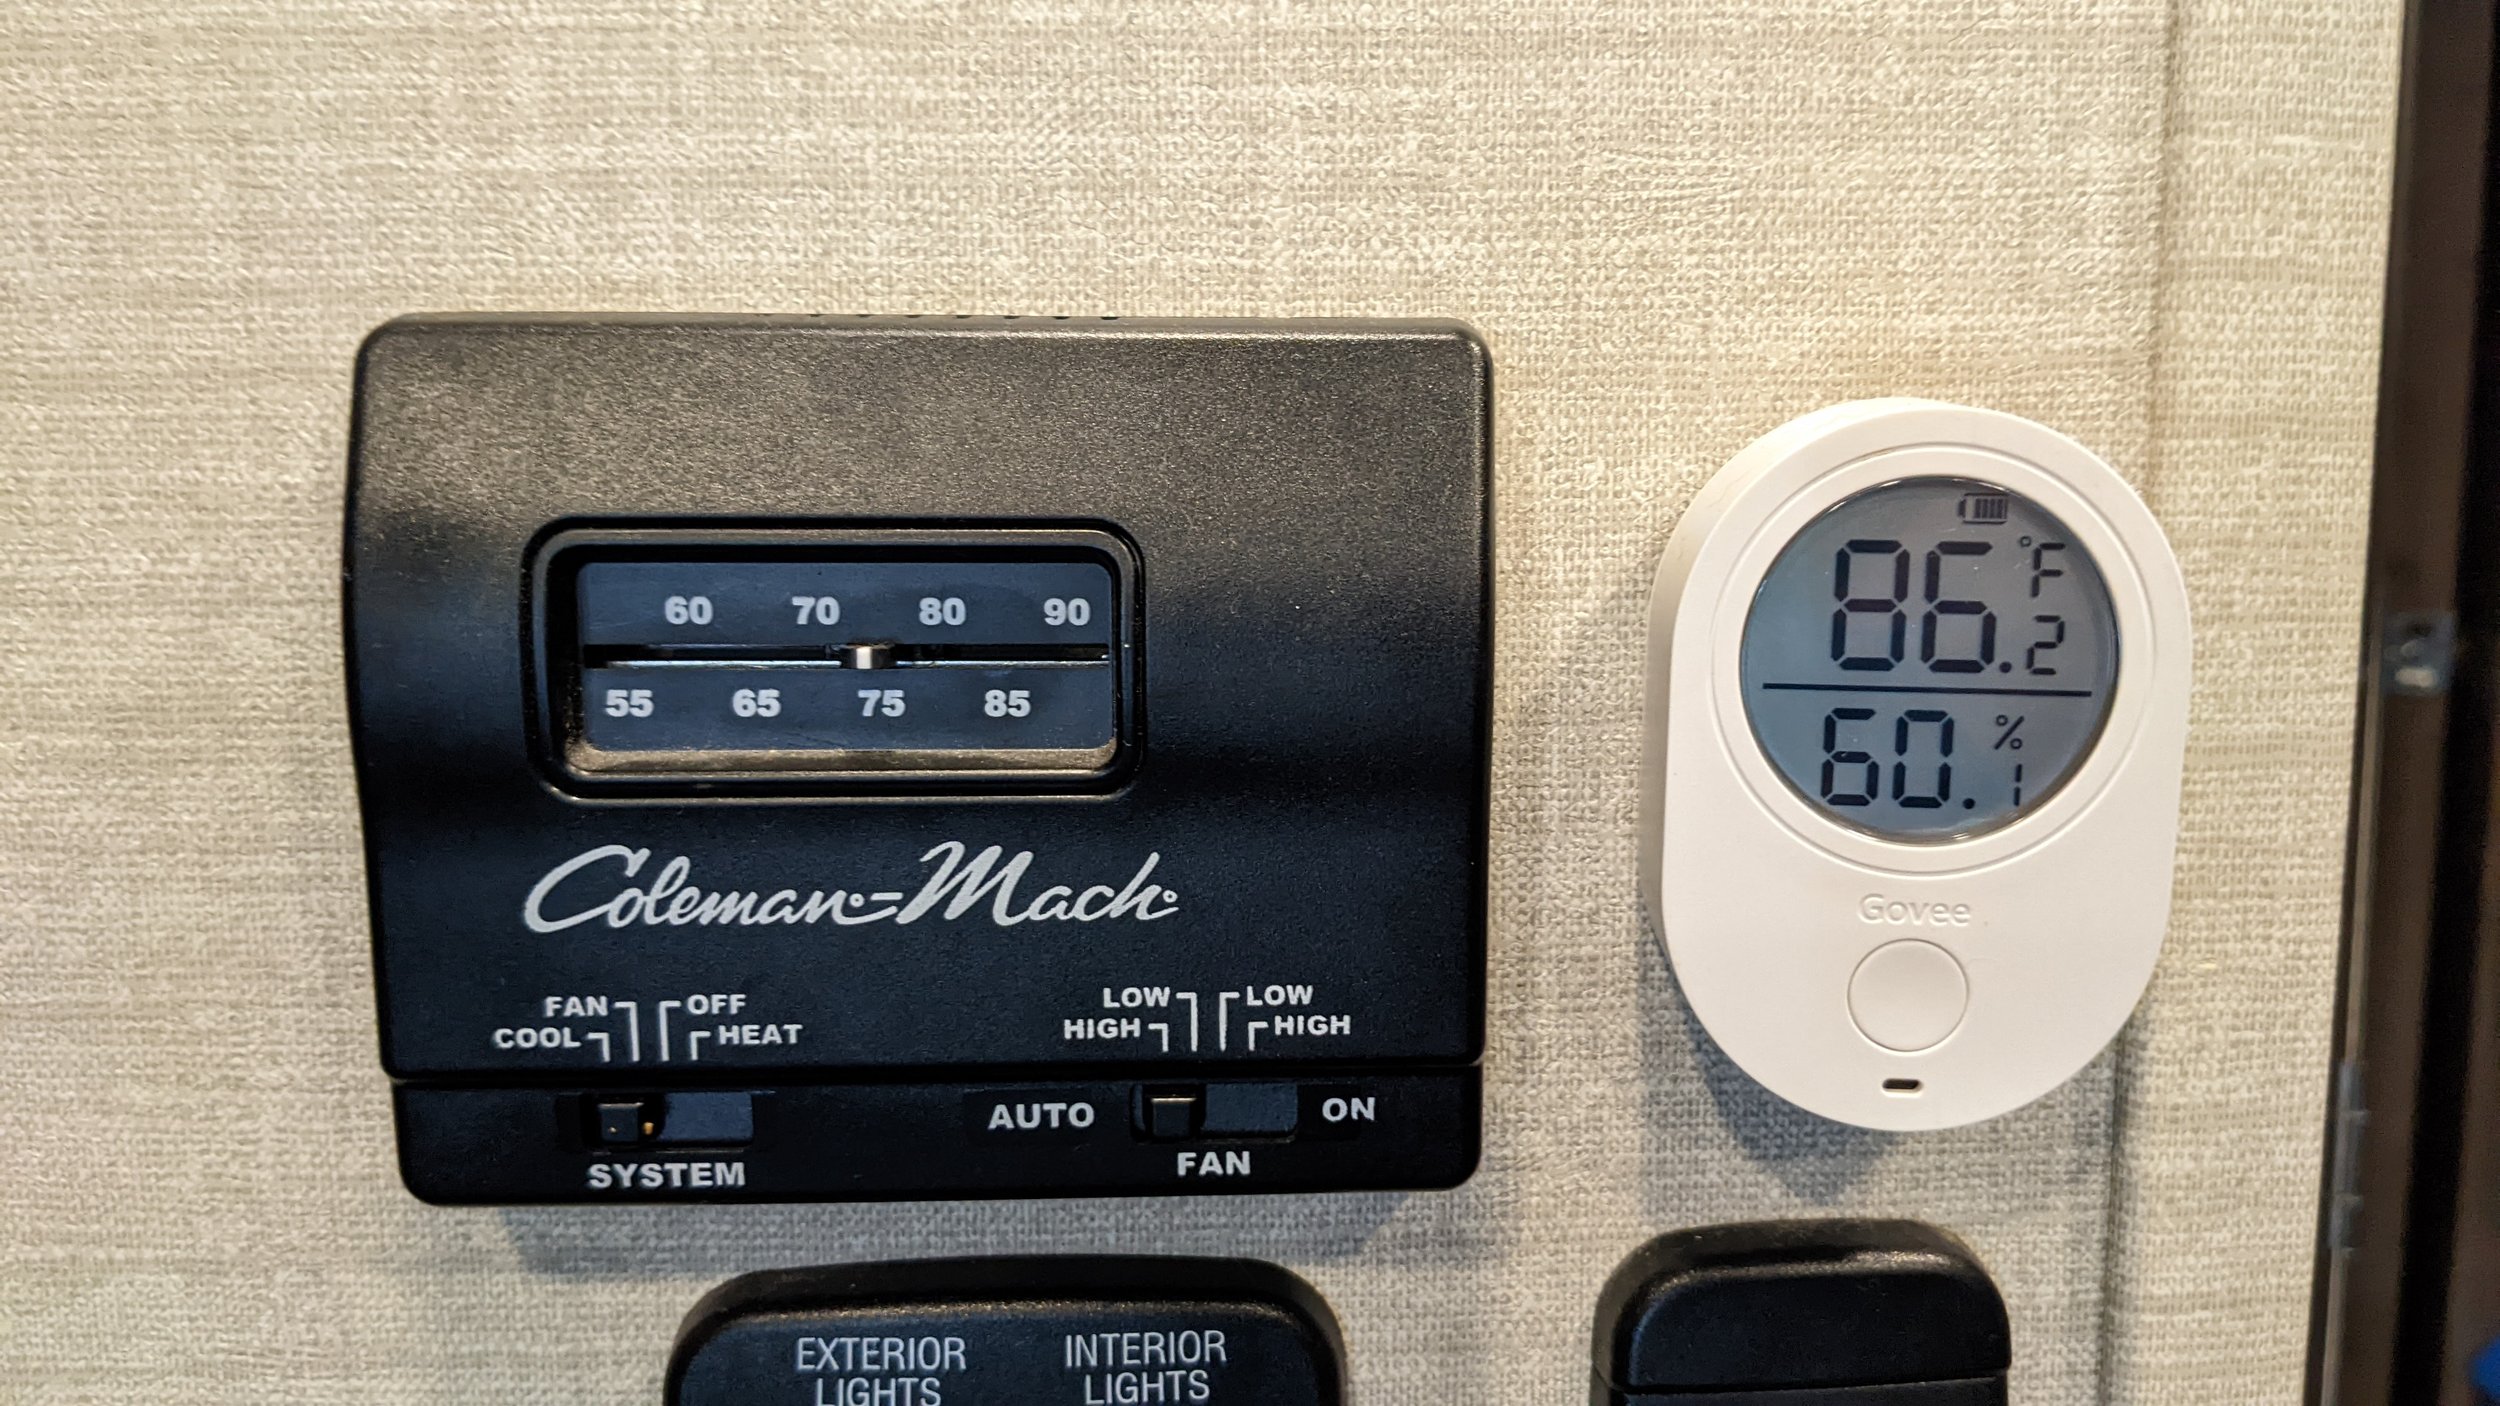 60 70 80 90
55 65 75 85
Coleman®-Mach®
FAN OFF
COOL HEAT
LOW LOW
HIGH HIGH
AUTO ON
SYSTEM FAN
86.2 °F
60.1 %
Govee
EXTERIOR INTERIOR
LIGHTS LIGHTS